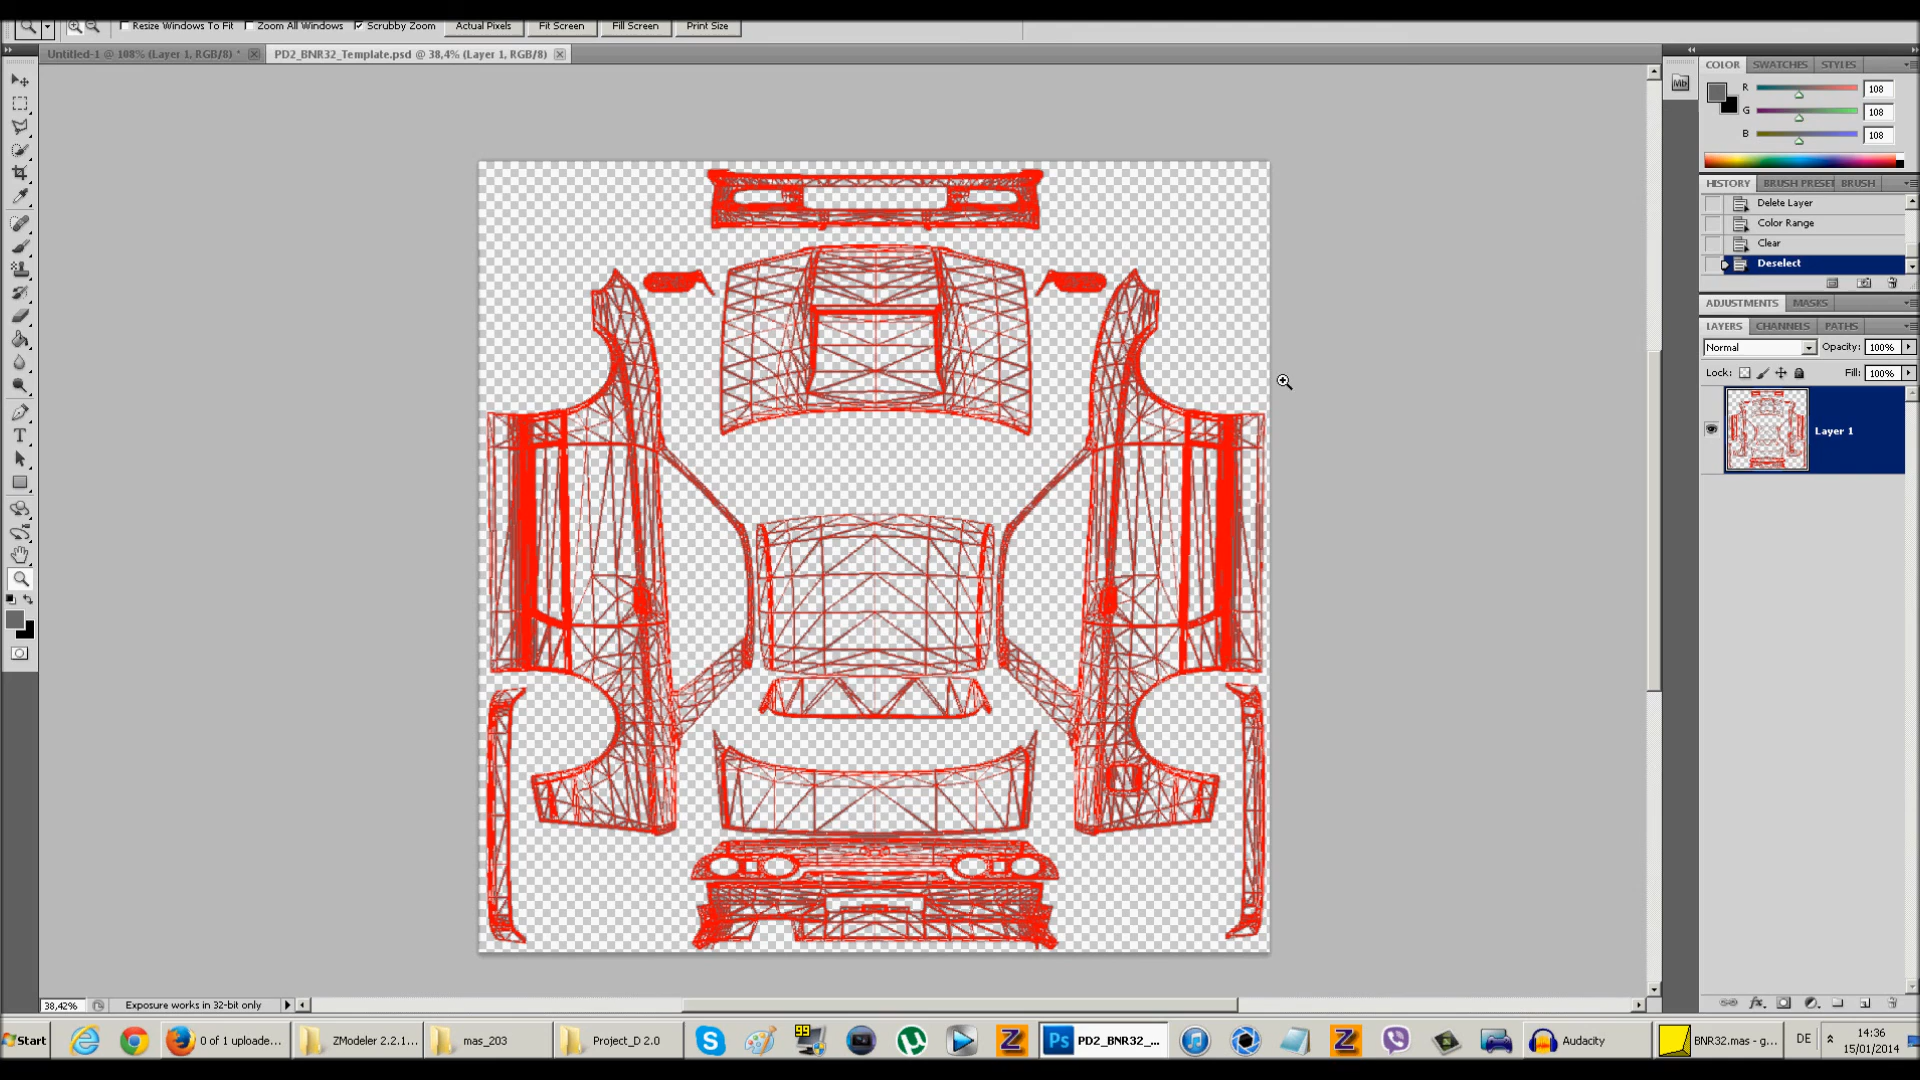 Resize Windows To Fit Zoom All Windows Scrubby Zoom Actual Pixels Fit Screen Fill Screen Print Size
Untitled-1 @ 108% (Layer 1, RGB/8) * PD2_BNR32_Template.psd @ 38,4% (Layer 1, RGB/8)
COLOR SWATCHES STYLES
Mb
R 108
G 108
B 108
HISTORY BRUSH PRESET BRUSH
Delete Layer
Color Range
Clear
Deselect
ADJUSTMENTS MASKS
LAYERS CHANNELS PATHS
Normal Opacity: 100%
Lock: Fill: 100%
Layer 1
T
38,42% Exposure works in 32-bit only
fx
Start 0 of 1 uploade... ZModeler 2.2.1... mas_203 Project_D 2.0 99 Ps PD2_BNR32_... Audacity BNR32.mas - g... DE 14:36
15/01/2014